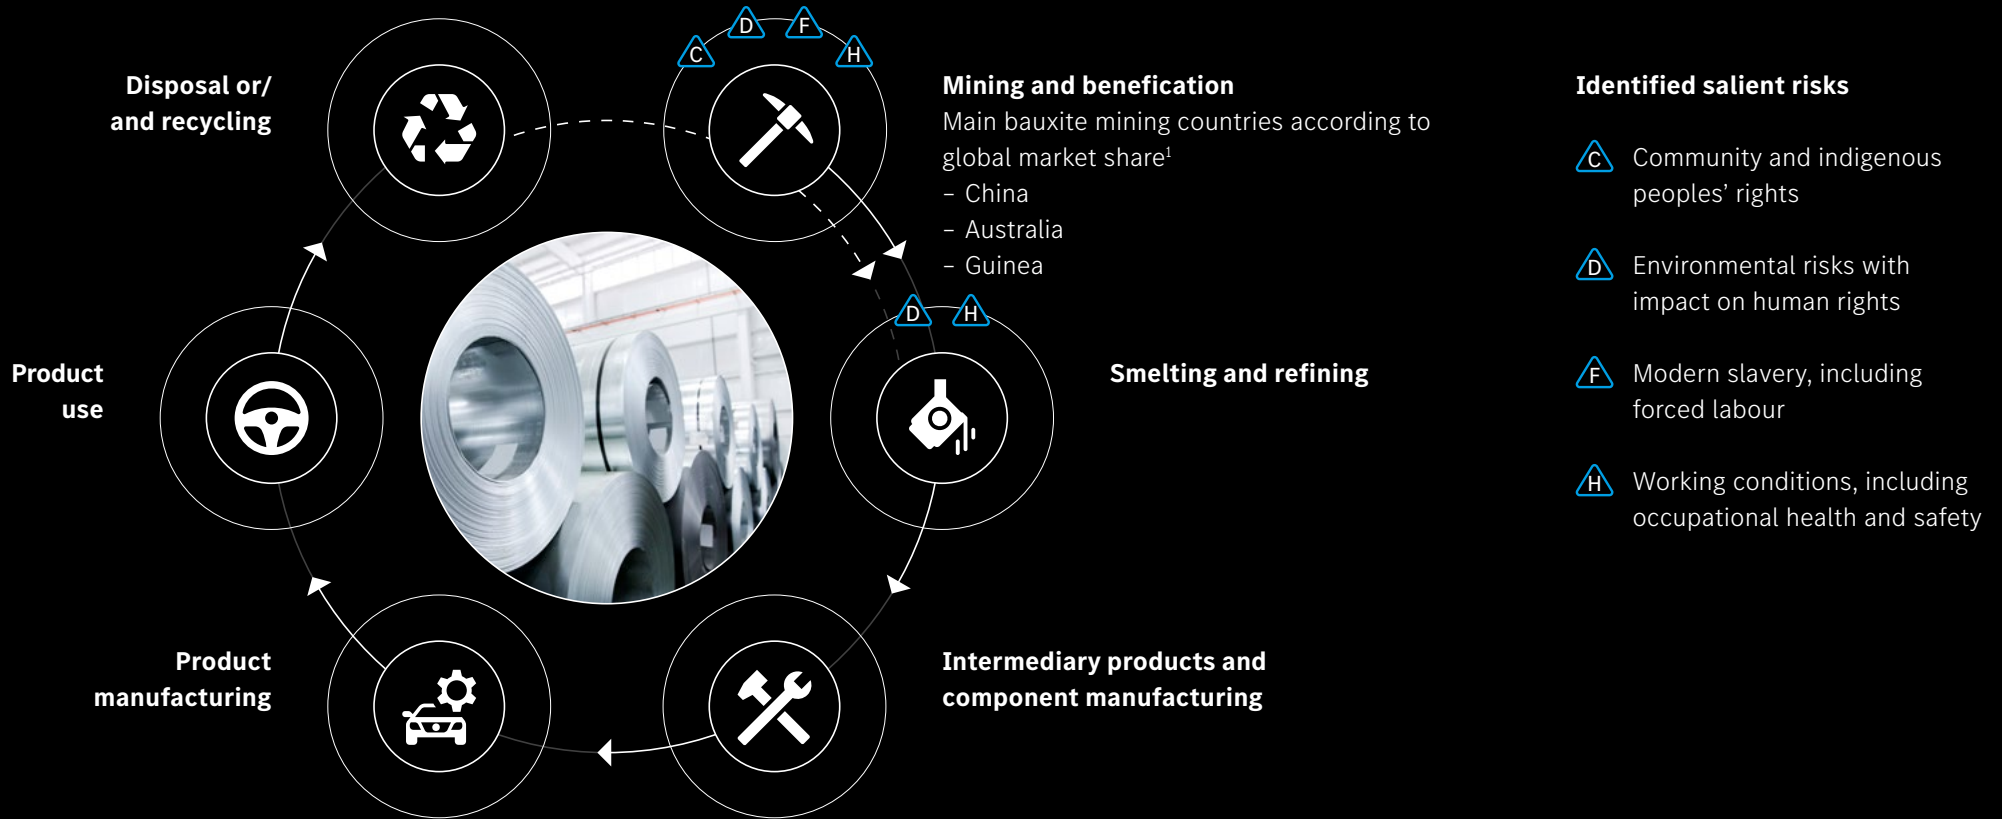 Disposal or/
and recycling
C
D
F
H
Mining and benefication
Main bauxite mining countries according to
global market share¹
– China
– Australia
– Guinea
D
H
Smelting and refining
Intermediary products and
component manufacturing
Product
manufacturing
Product
use
Identified salient risks
C Community and indigenous
peoples’ rights
D Environmental risks with
impact on human rights
F Modern slavery, including
forced labour
H Working conditions, including
occupational health and safety